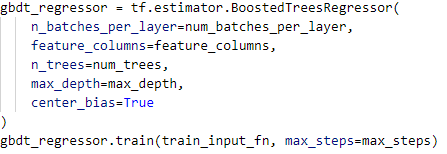 gbdt_regressor = tf.estimator.BoostedTreesRegressor(
    n_batches_per_layer=num_batches_per_layer,
    feature_columns=feature_columns,
    n_trees=num_trees,
    max_depth=max_depth,
    center_bias=True
)
gbdt_regressor.train(train_input_fn, max_steps=max_steps)